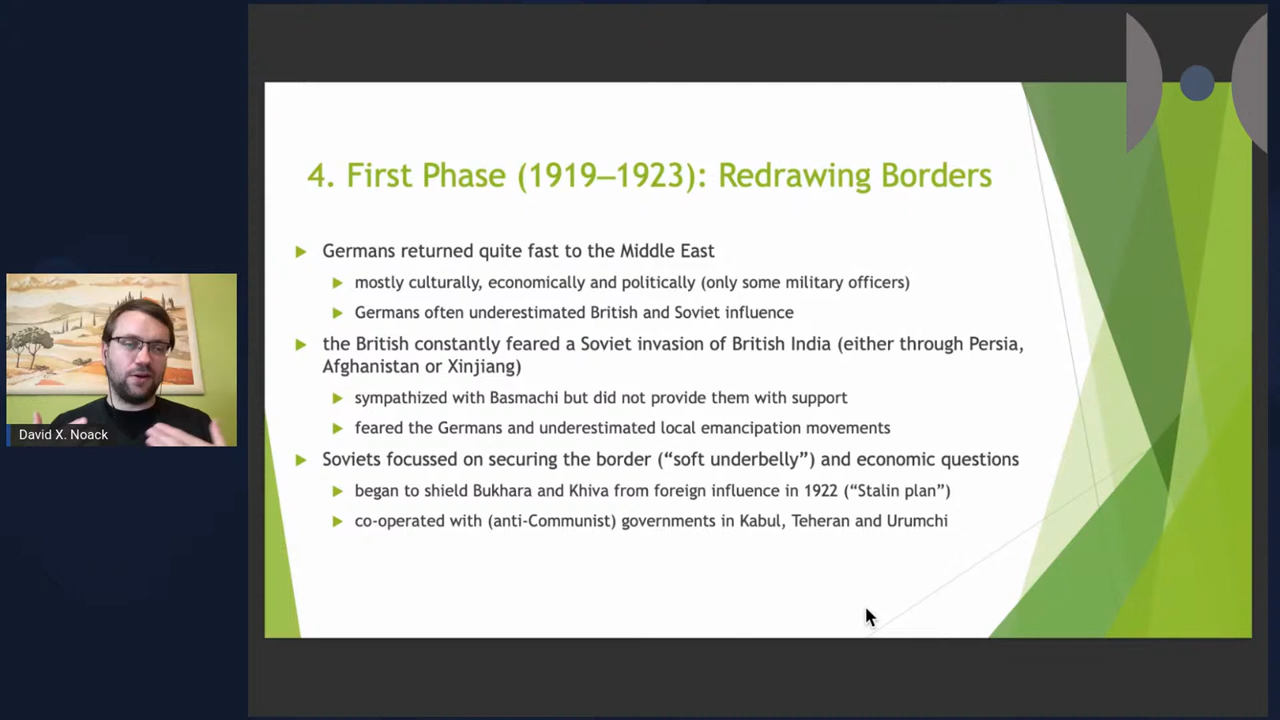 4. First Phase (1919–1923): Redrawing Borders
Germans returned quite fast to the Middle East
mostly culturally, economically and politically (only some military officers)
Germans often underestimated British and Soviet influence
the British constantly feared a Soviet invasion of British India (either through Persia,
Afghanistan or Xinjiang)
sympathized with Basmachi but did not provide them with support
feared the Germans and underestimated local emancipation movements
Soviets focussed on securing the border (“soft underbelly”) and economic questions
began to shield Bukhara and Khiva from foreign influence in 1922 (“Stalin plan”)
co-operated with (anti-Communist) governments in Kabul, Teheran and Urumchi
David X. Noack